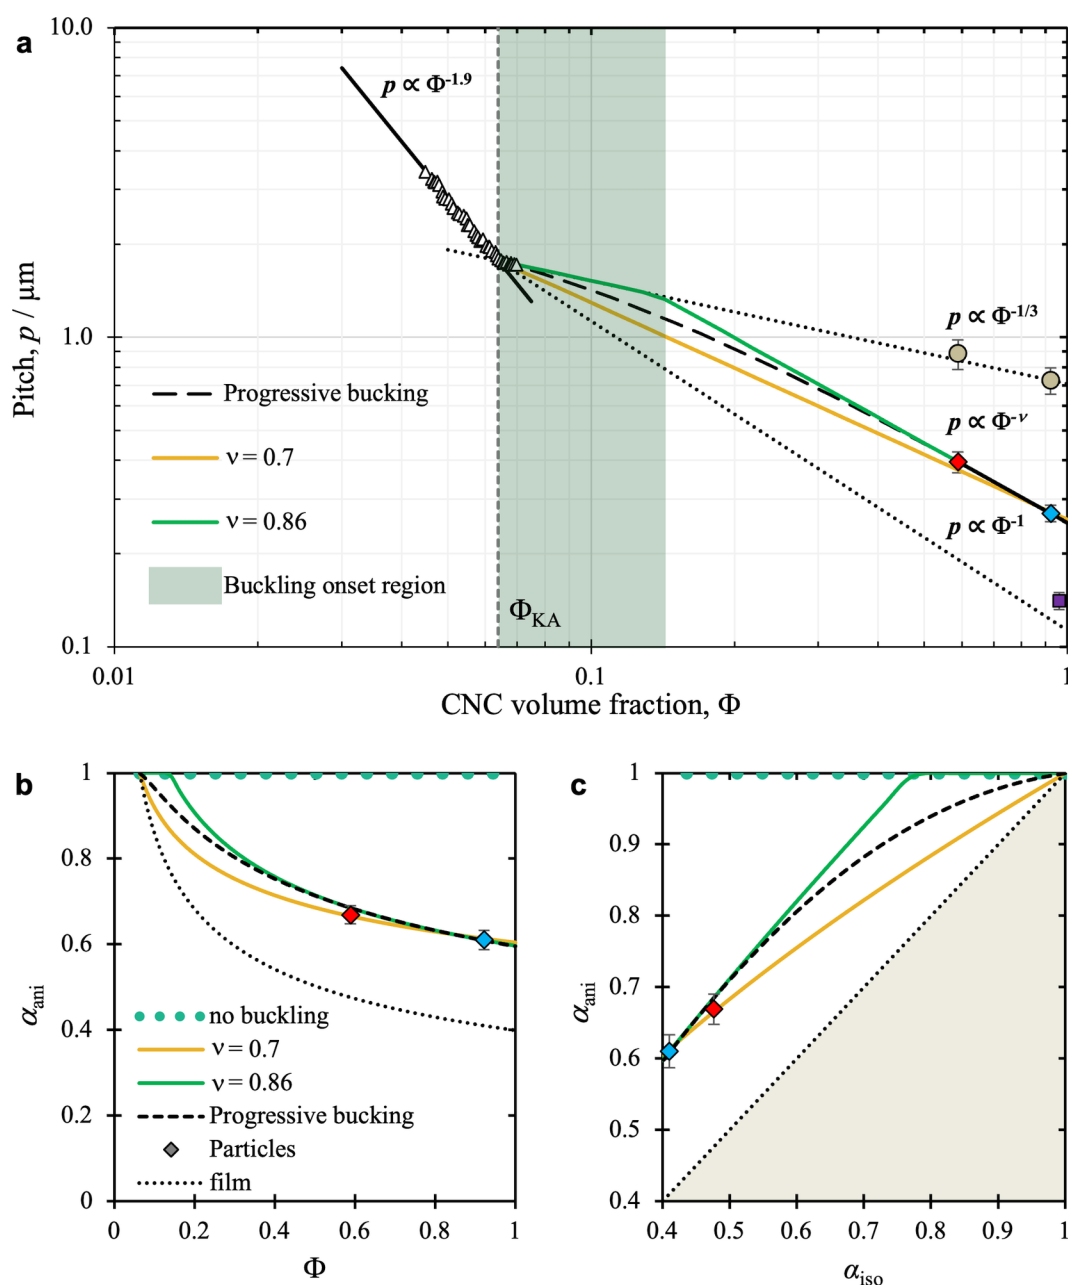 a
10.0
1.0
0.1
Pitch, p / μm
p ∝ Φ-1.9
p ∝ Φ-1/3
p ∝ Φ-ν
p ∝ Φ-1
Progressive bucking
ν = 0.7
ν = 0.86
Buckling onset region
ΦKA
0.01
0.1
1
CNC volume fraction, Φ
b
1
0.8
0.6
0.4
0.2
0
αani
no buckling
ν = 0.7
ν = 0.86
Progressive bucking
Particles
film
0
0.2
0.4
0.6
0.8
1
Φ
c
1
0.9
0.8
0.7
0.6
0.5
0.4
αani
0.4
0.5
0.6
0.7
0.8
0.9
1
αiso